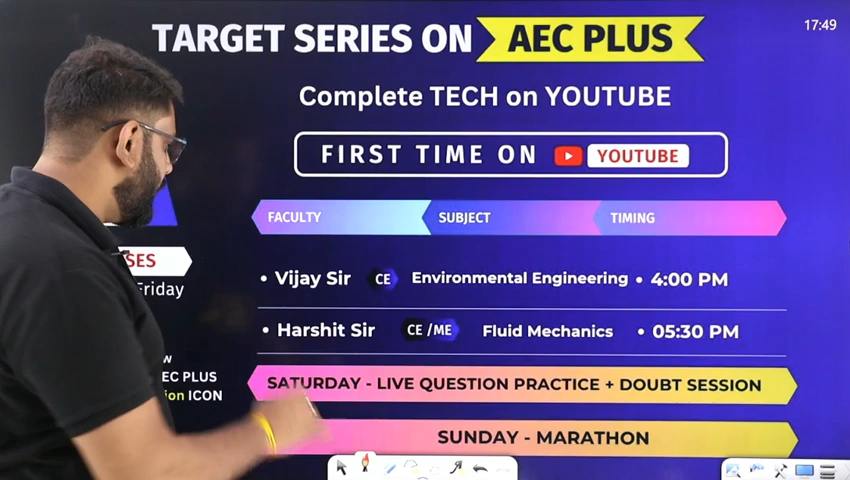 17:49
TARGET SERIES ON AEC PLUS
Complete TECH on YOUTUBE
FIRST TIME ON YOUTUBE
FACULTY SUBJECT TIMING
SES
Friday
• Vijay Sir CE Environmental Engineering • 4:00 PM
• Harshit Sir CE/ME Fluid Mechanics • 05:30 PM
w
EC PLUS
ion ICON
SATURDAY - LIVE QUESTION PRACTICE + DOUBT SESSION
SUNDAY - MARATHON